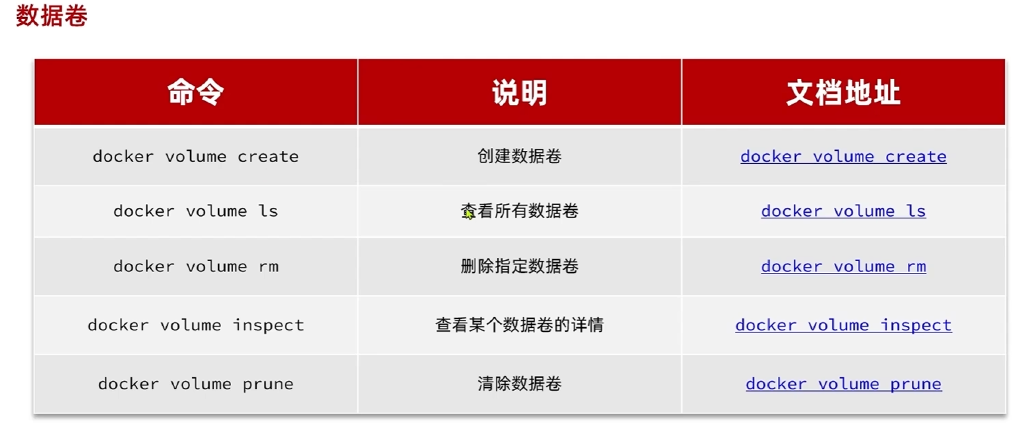 数据卷
命令 说明 文档地址
docker volume create 创建数据卷 docker volume create
docker volume ls 查看所有数据卷 docker volume ls
docker volume rm 删除指定数据卷 docker volume rm
docker volume inspect 查看某个数据卷的详情 docker volume inspect
docker volume prune 清除数据卷 docker volume prune